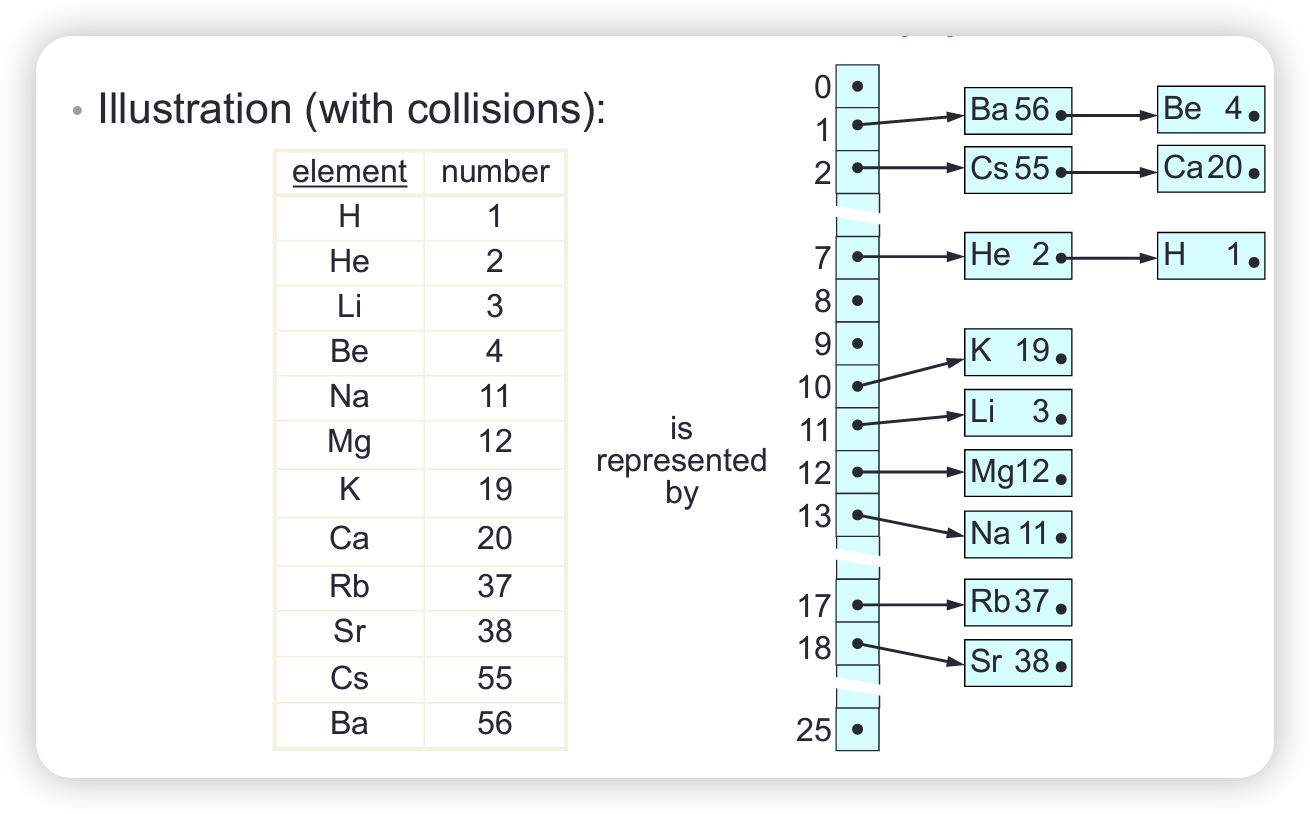 • Illustration (with collisions):
element number
H 1
He 2
Li 3
Be 4
Na 11
Mg 12
K 19
Ca 20
Rb 37
Sr 38
Cs 55
Ba 56
is
represented
by
0
1 Ba 56 Be 4
2 Cs 55 Ca 20
7 He 2 H 1
8
9
10 K 19
11 Li 3
12 Mg 12
13 Na 11
17 Rb 37
18 Sr 38
25